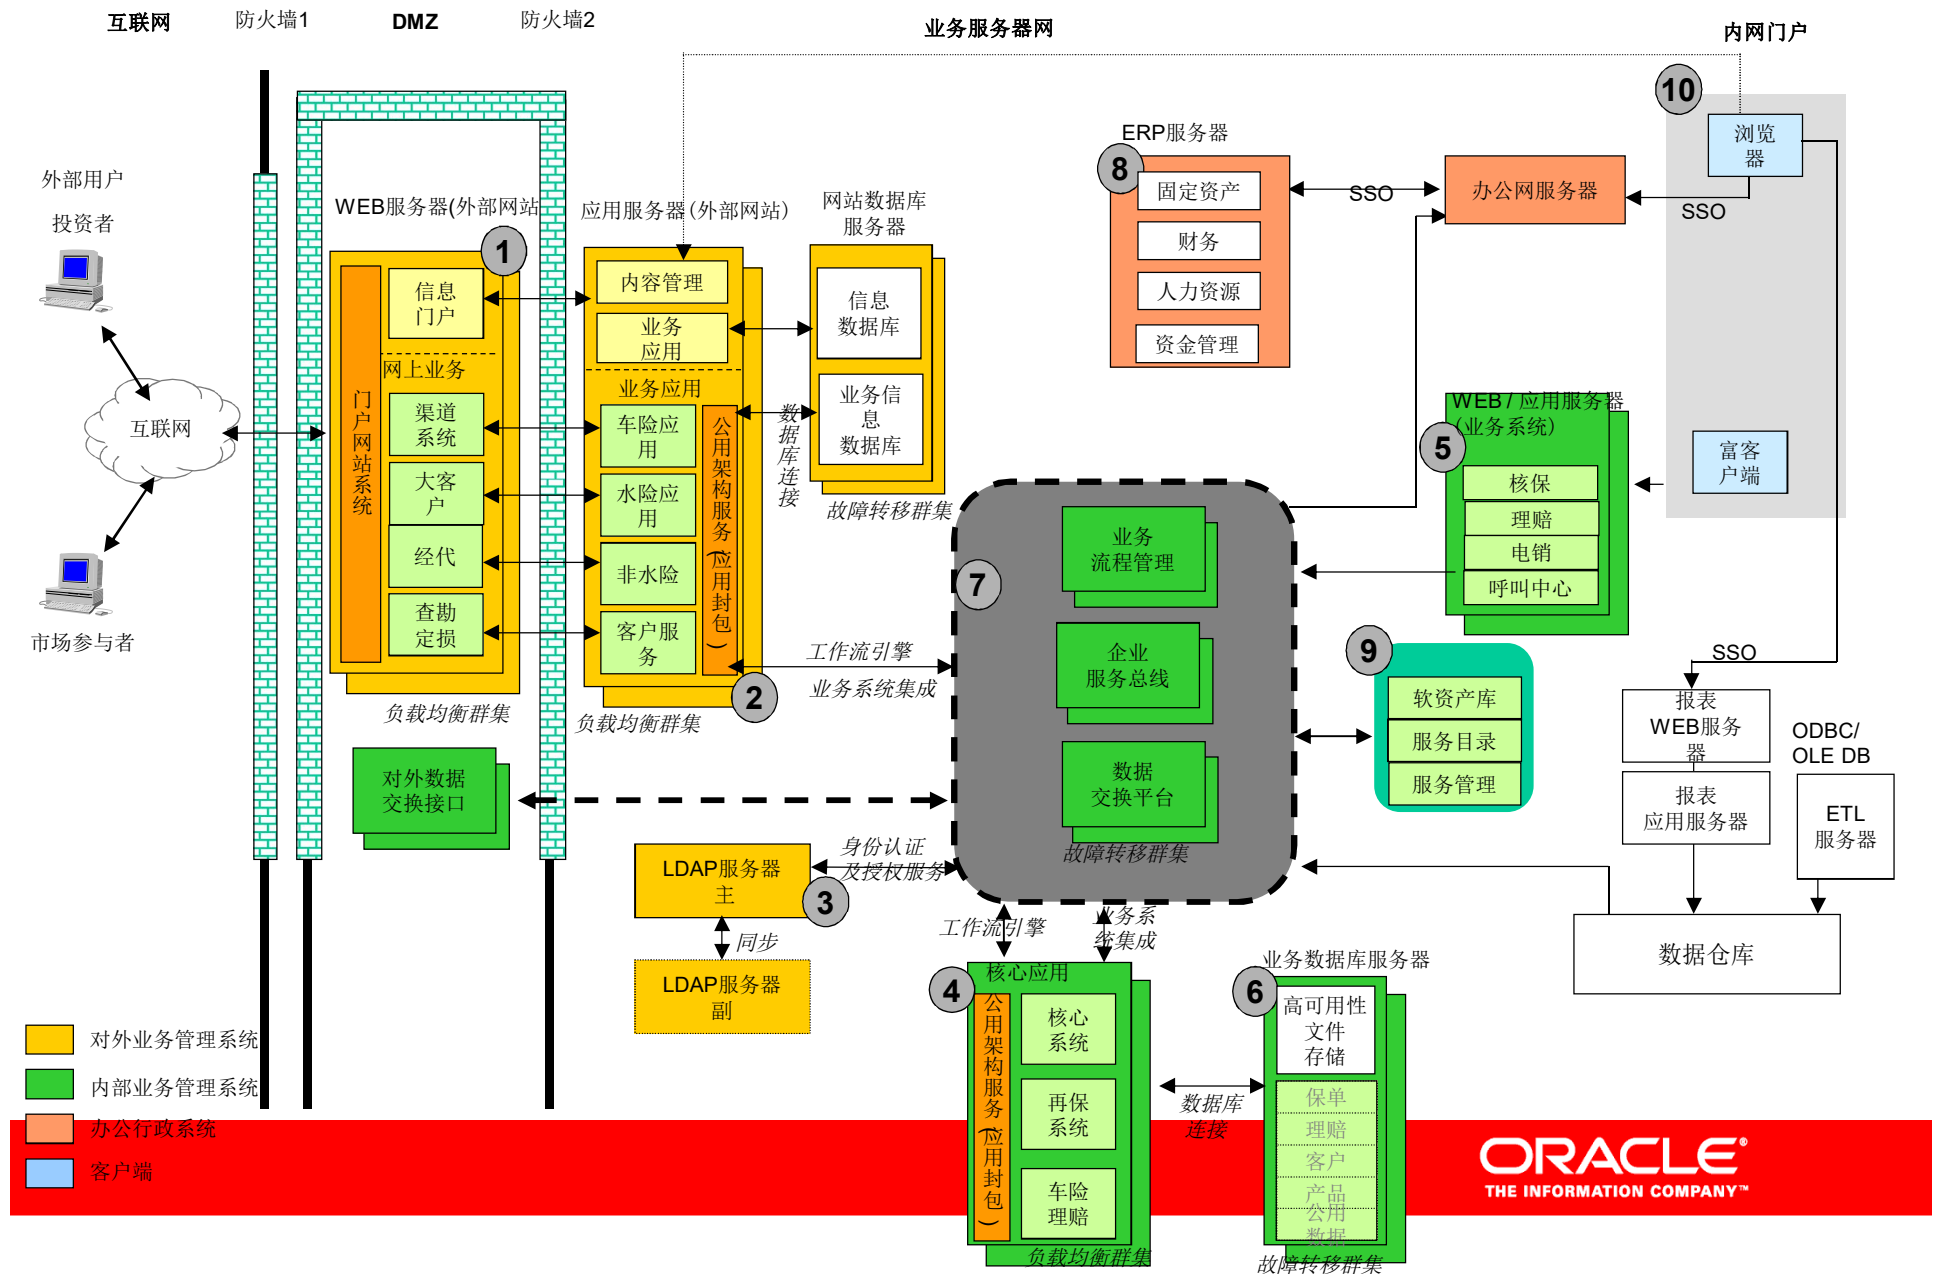 互联网
防火墙1
DMZ
防火墙2
业务服务器网
内网门户
外部用户
投资者
互联网
市场参与者
WEB服务器(外部网站
1
门户网站系统
信息
门户
网上业务
渠道
系统
大客
户
经代
查勘
定损
负载均衡群集
对外数据
交换接口
应用服务器(外部网站)
内容管理
业务
应用
业务应用
车险应
用
水险应
用
非水险
客户服
务
公用架构服务(应用封包)
2
负载均衡群集
网站数据库
服务器
信息
数据库
业务信
息
数据库
数据库连接
故障转移群集
工作流引擎
业务系统集成
LDAP服务器
主
3
身份认证
及授权服务
同步
LDAP服务器
副
7
业务
流程管理
企业
服务总线
数据
交换平台
故障转移群集
工作流引擎
业务系
统集成
4
核心应用
公用架构服务(应用封包)
核心
系统
再保
系统
车险
理赔
负载均衡群集
数据库
连接
业务数据库服务器
6
高可用性
文件
存储
保单
理赔
客户
产品
公用
数据
故障转移群集
ERP服务器
8
固定资产
财务
人力资源
资金管理
SSO
办公网服务器
SSO
10
浏览
器
富客
户端
WEB / 应用服务器
(业务系统)
5
核保
理赔
电销
呼叫中心
9
软资产库
服务目录
服务管理
SSO
报表
WEB服务
器
报表
应用服务器
ODBC/
OLE DB
ETL
服务器
数据仓库
对外业务管理系统
内部业务管理系统
办公行政系统
客户端
ORACLE®
THE INFORMATION COMPANY™